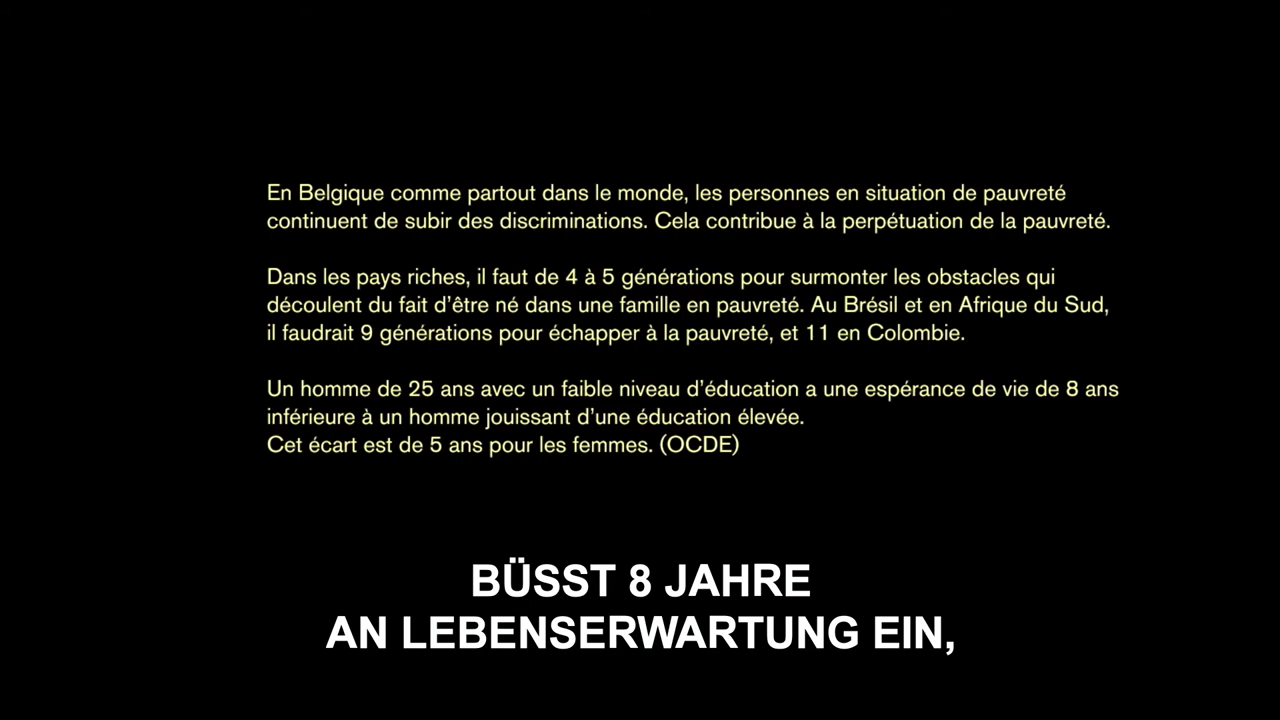 En Belgique comme partout dans le monde, les personnes en situation de pauvreté
continuent de subir des discriminations. Cela contribue à la perpétuation de la pauvreté.
Dans les pays riches, il faut de 4 à 5 générations pour surmonter les obstacles qui
découlent du fait d'être né dans une famille en pauvreté. Au Brésil et en Afrique du Sud,
il faudrait 9 générations pour échapper à la pauvreté, et 11 en Colombie.
Un homme de 25 ans avec un faible niveau d'éducation a une espérance de vie de 8 ans
inférieure à un homme jouissant d'une éducation élevée.
Cet écart est de 5 ans pour les femmes. (OCDE)
BÜSST 8 JAHRE
AN LEBENSERWARTUNG EIN,